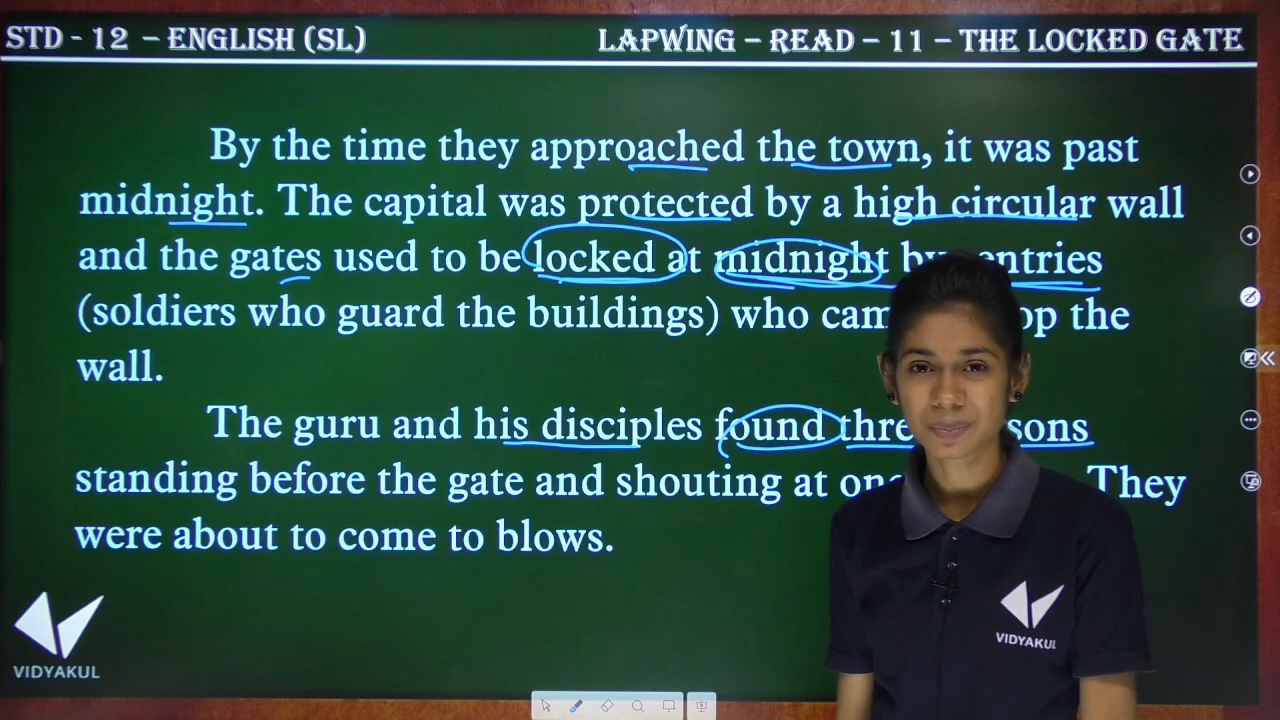 STD - 12 – ENGLISH (SL)
LAPWING – READ – 11 – THE LOCKED GATE
By the time they approached the town, it was past
midnight. The capital was protected by a high circular wall
and the gates used to be locked at midnight by
(soldiers who guard the buildings) who the
wall.
The guru and his disciples found
standing before the gate and shouting at They
were about to come to blows.
VIDYAKUL
VIDYAKUL